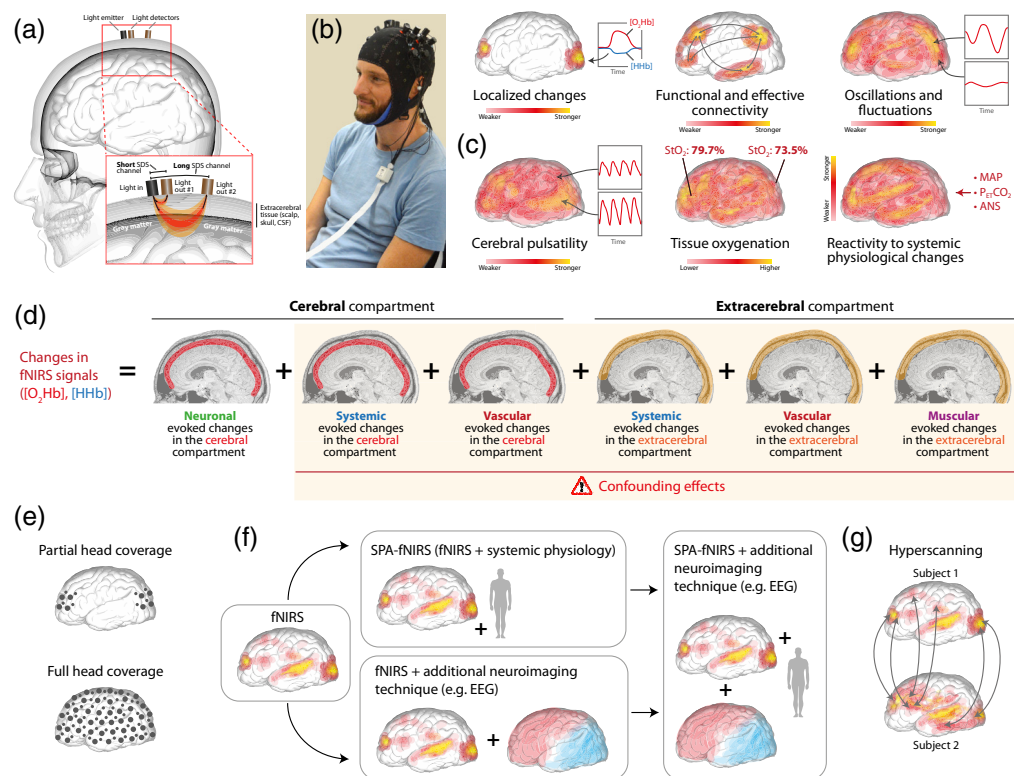 (a)
Light emitter
Light detectors
Short SDS
channel
Long SDS channel
Light in
Light
out #1
Light
out #2
Extracerebral
tissue (scalp,
skull, CSF)
Gray matter
Gray matter
(b)
[O2Hb]
[HHb]
Time
Localized changes
Weaker
Stronger
Functional and effective
connectivity
Weaker
Stronger
Oscillations and
fluctuations
Time
Weaker
Stronger
(c)
Time
Cerebral pulsatility
Weaker
Stronger
StO2: 79.7%
StO2: 73.5%
Tissue oxygenation
Lower
Higher
Stronger
Weaker
• MAP
• PETCO2
• ANS
Reactivity to systemic
physiological changes
(d)
Cerebral compartment
Extracerebral compartment
Changes in
fNIRS signals
([O2Hb], [HHb])
=
+
+
+
+
+
Neuronal
evoked changes
in the cerebral
compartment
Systemic
evoked changes
in the cerebral
compartment
Vascular
evoked changes
in the cerebral
compartment
Systemic
evoked changes
in the extracerebral
compartment
Vascular
evoked changes
in the extracerebral
compartment
Muscular
evoked changes
in the extracerebral
compartment
Confounding effects
(e)
Partial head coverage
Full head coverage
(f)
fNIRS
SPA-fNIRS (fNIRS + systemic physiology)
+
fNIRS + additional neuroimaging
technique (e.g. EEG)
+
SPA-fNIRS + additional
neuroimaging
technique (e.g. EEG)
+
+
(g)
Hyperscanning
Subject 1
Subject 2